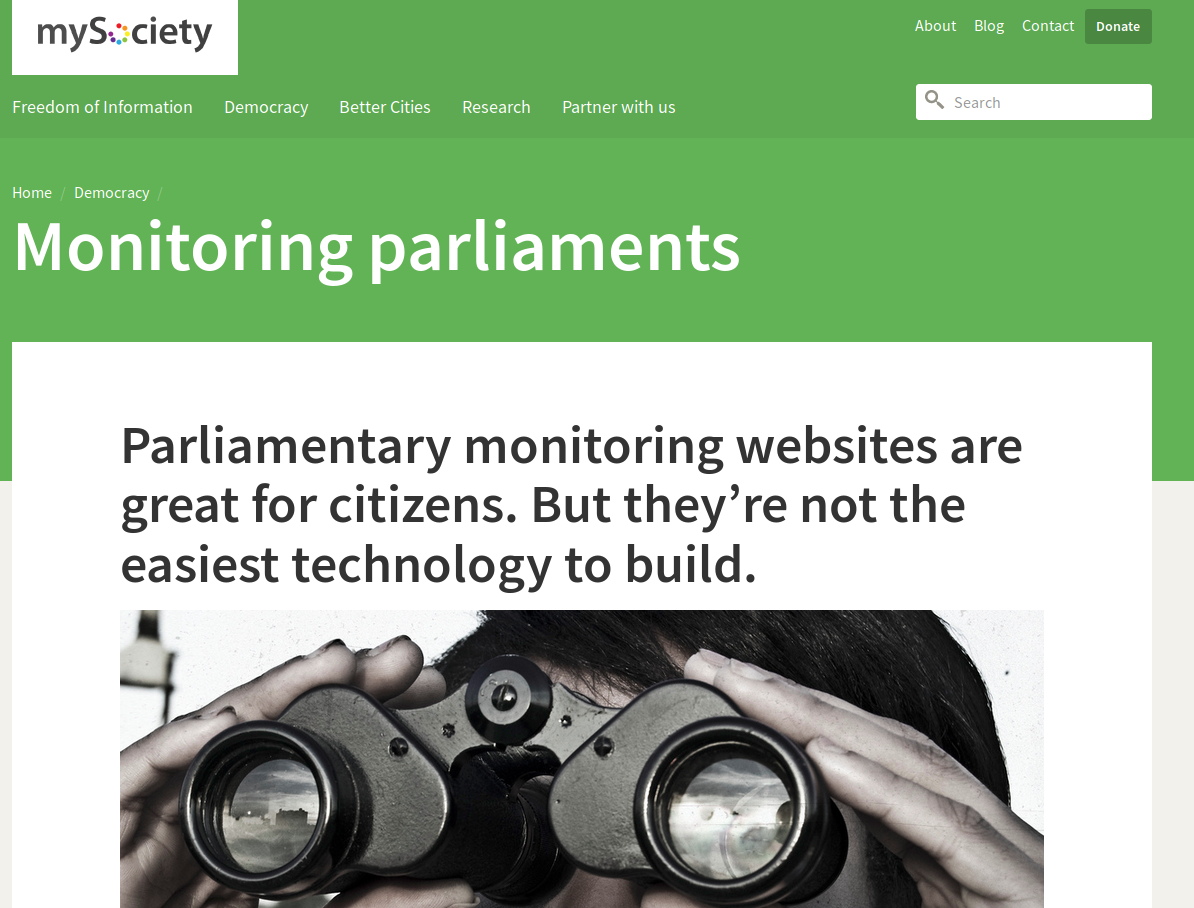 mySociety
About Blog Contact Donate
Freedom of Information Democracy Better Cities Research Partner with us
Search
Home / Democracy /
Monitoring parliaments
Parliamentary monitoring websites are
great for citizens. But they’re not the
easiest technology to build.